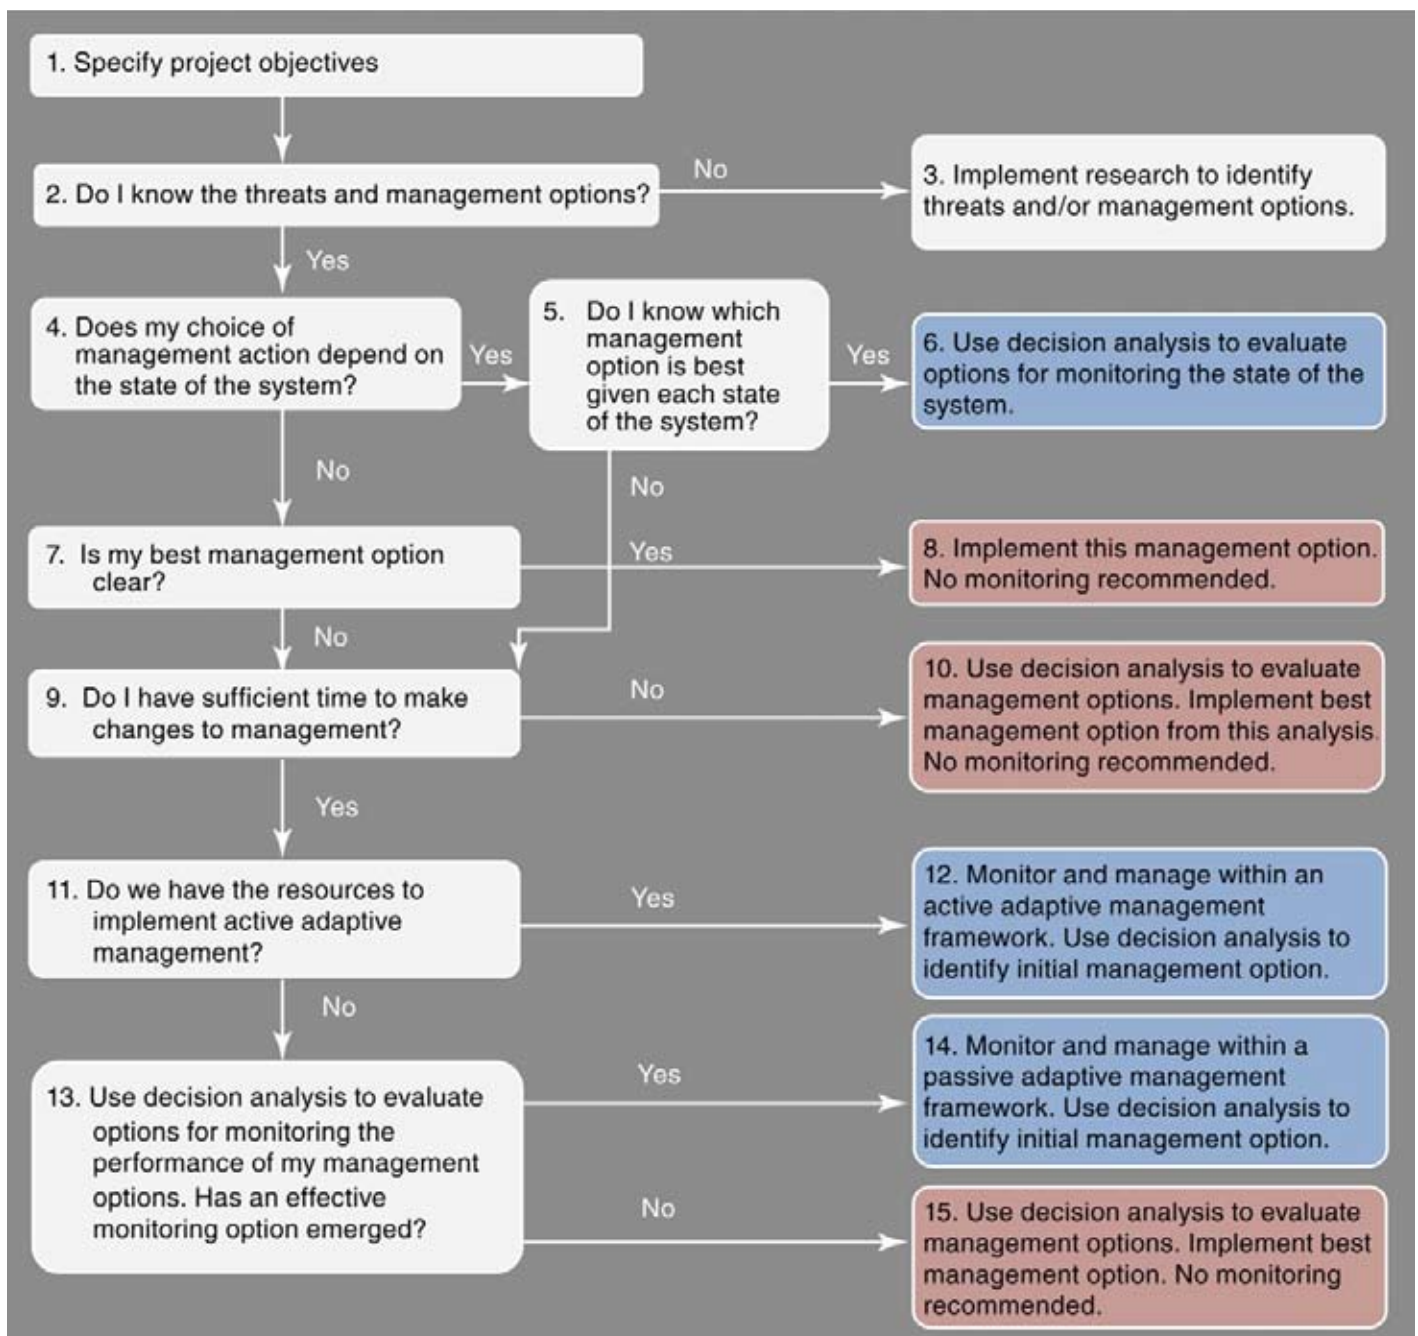 1. Specify project objectives
2. Do I know the threats and management options?
No
3. Implement research to identify
threats and/or management options.
Yes
4. Does my choice of
management action depend on
the state of the system?
Yes
5. Do I know which
management
option is best
given each state
of the system?
Yes
6. Use decision analysis to evaluate
options for monitoring the state of the
system.
No
No
7. Is my best management option
clear?
Yes
8. Implement this management option.
No monitoring recommended.
No
9. Do I have sufficient time to make
changes to management?
No
10. Use decision analysis to evaluate
management options. Implement best
management option from this analysis.
No monitoring recommended.
Yes
11. Do we have the resources to
implement active adaptive
management?
Yes
12. Monitor and manage within an
active adaptive management
framework. Use decision analysis to
identify initial management option.
No
13. Use decision analysis to evaluate
options for monitoring the
performance of my management
options. Has an effective
monitoring option emerged?
Yes
14. Monitor and manage within a
passive adaptive management
framework. Use decision analysis to
identify initial management option.
No
15. Use decision analysis to evaluate
management options. Implement best
management option. No monitoring
recommended.